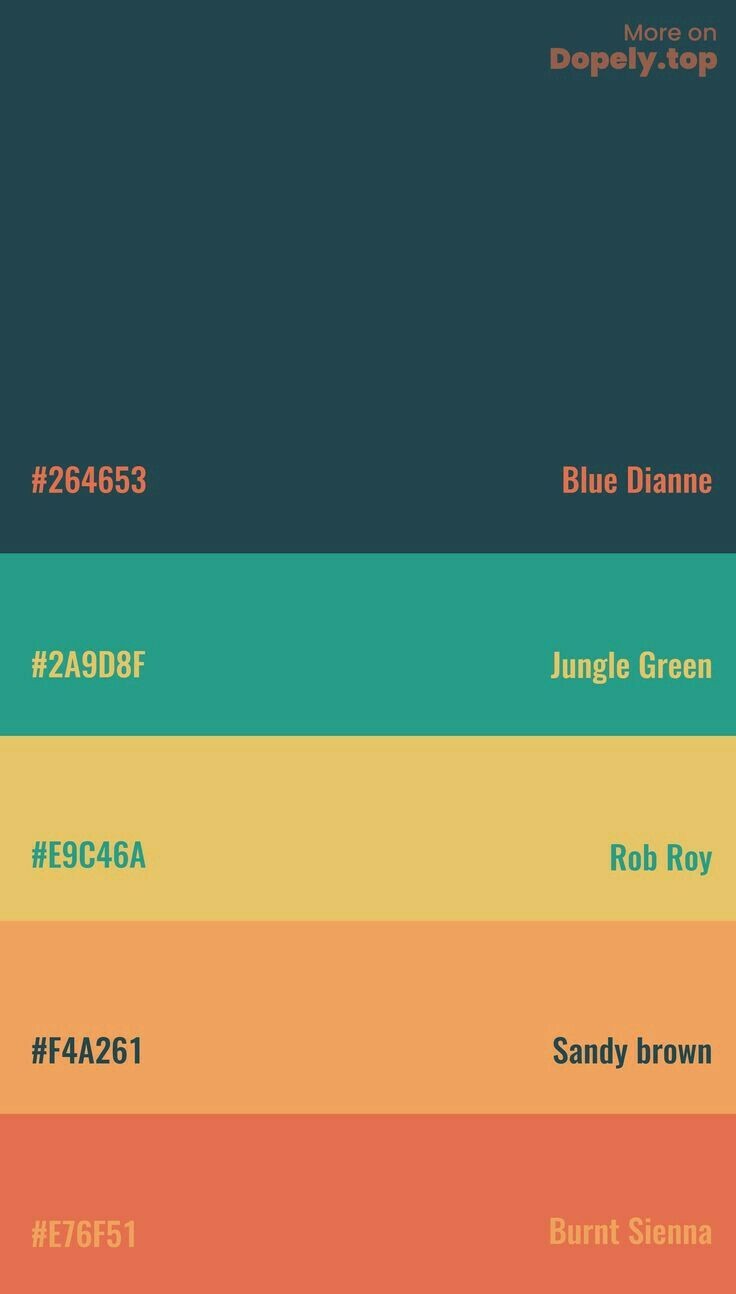 More on
Dopely.top
#264653 Blue Dianne
#2A9D8F Jungle Green
#E9C46A Rob Roy
#F4A261 Sandy brown
#E76F51 Burnt Sienna